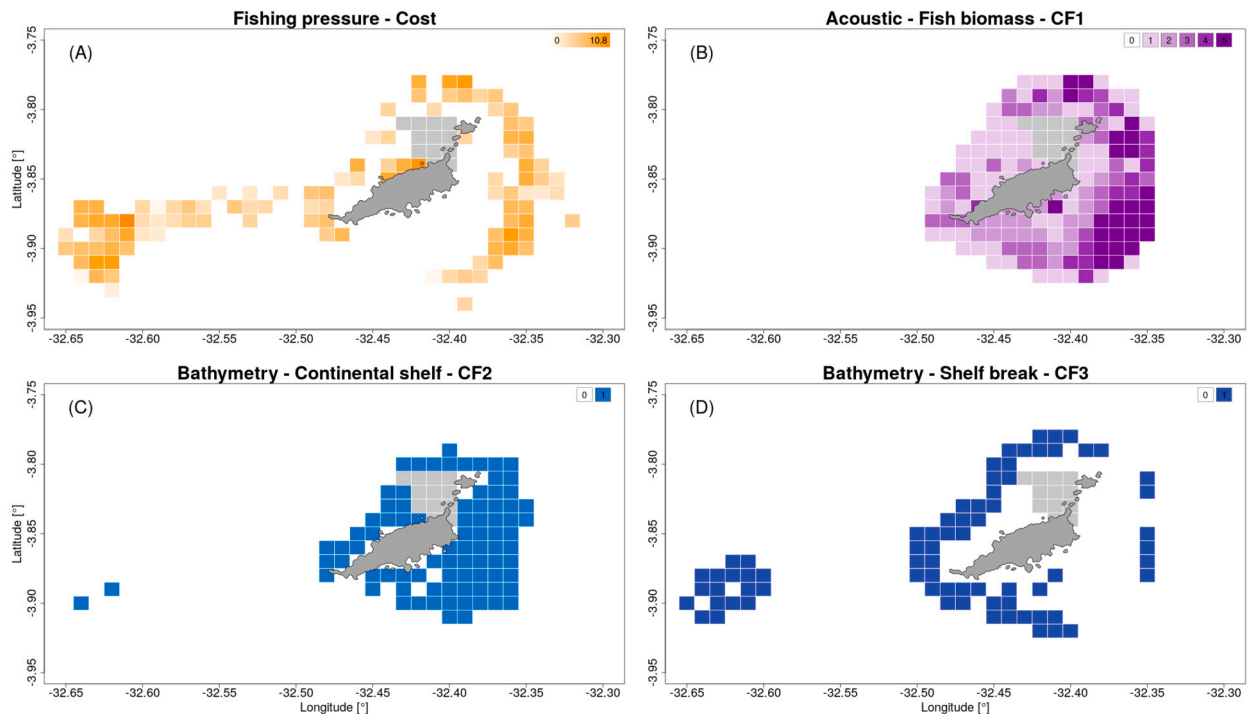 Fishing pressure - Cost
(A)
0 10.8
Latitude [°]
-3.75
-3.80
-3.85
-3.90
-3.95
-32.65 -32.60 -32.55 -32.50 -32.45 -32.40 -32.35 -32.30
Acoustic - Fish biomass - CF1
(B)
0 1 2 3 4 5
-3.75
-3.80
-3.85
-3.90
-3.95
-32.65 -32.60 -32.55 -32.50 -32.45 -32.40 -32.35 -32.30
Bathymetry - Continental shelf - CF2
(C)
0 1
Latitude [°]
-3.75
-3.80
-3.85
-3.90
-3.95
-32.65 -32.60 -32.55 -32.50 -32.45 -32.40 -32.35 -32.30
Longitude [°]
Bathymetry - Shelf break - CF3
(D)
0 1
-3.75
-3.80
-3.85
-3.90
-3.95
-32.65 -32.60 -32.55 -32.50 -32.45 -32.40 -32.35 -32.30
Longitude [°]